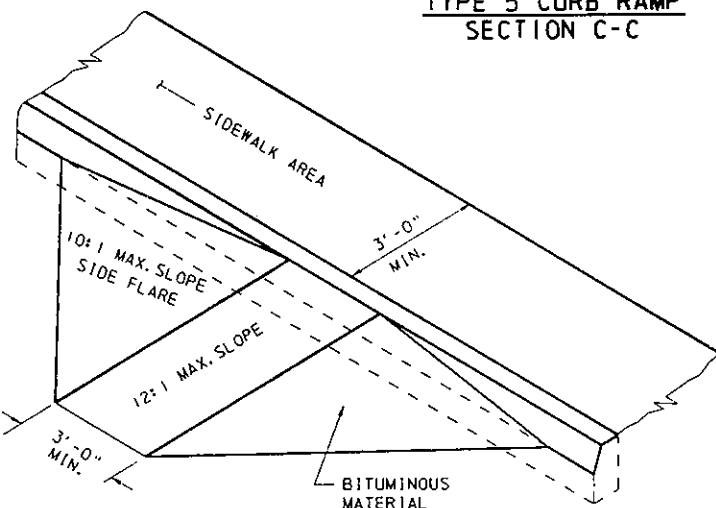 TYPE 5 CURB RAMP
SECTION C-C
SIDEWALK AREA
3'-0"
MIN.
10:1 MAX. SLOPE
SIDE FLARE
12:1 MAX. SLOPE
3'-0"
MIN.
BITUMINOUS
MATERIAL